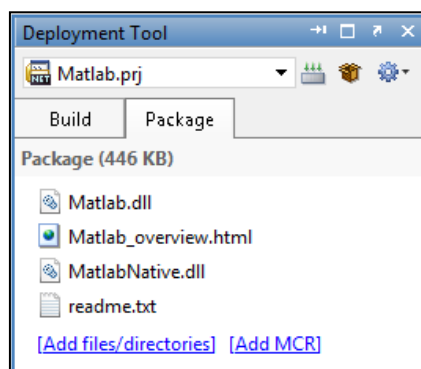 Deployment Tool
Matlab.prj
Build Package
Package (446 KB)
Matlab.dll
Matlab_overview.html
MatlabNative.dll
readme.txt
[Add files/directories] [Add MCR]